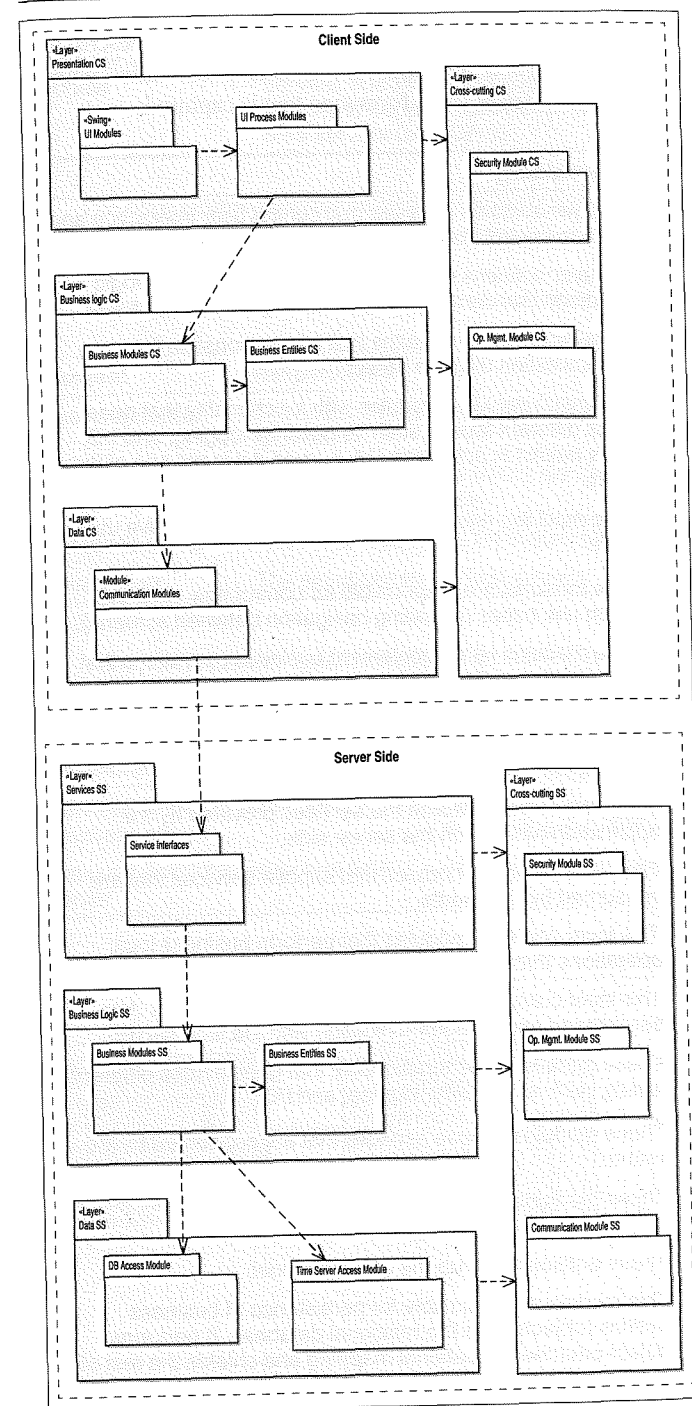 Client Side
«Layer»
Presentation CS
«Swing»
UI Modules
UI Process Modules
«Layer»
Cross-cutting CS
Security Module CS
«Layer»
Business logic CS
Business Modules CS
Business Entities CS
Op. Mgmt. Module CS
«Layer»
Data CS
«Module»
Communication Modules
Server Side
«Layer»
Services SS
Service Interfaces
«Layer»
Cross-cutting SS
Security Module SS
«Layer»
Business Logic SS
Business Modules SS
Business Entities SS
Op. Mgmt. Module SS
«Layer»
Data SS
DB Access Module
Time Server Access Module
Communication Module SS